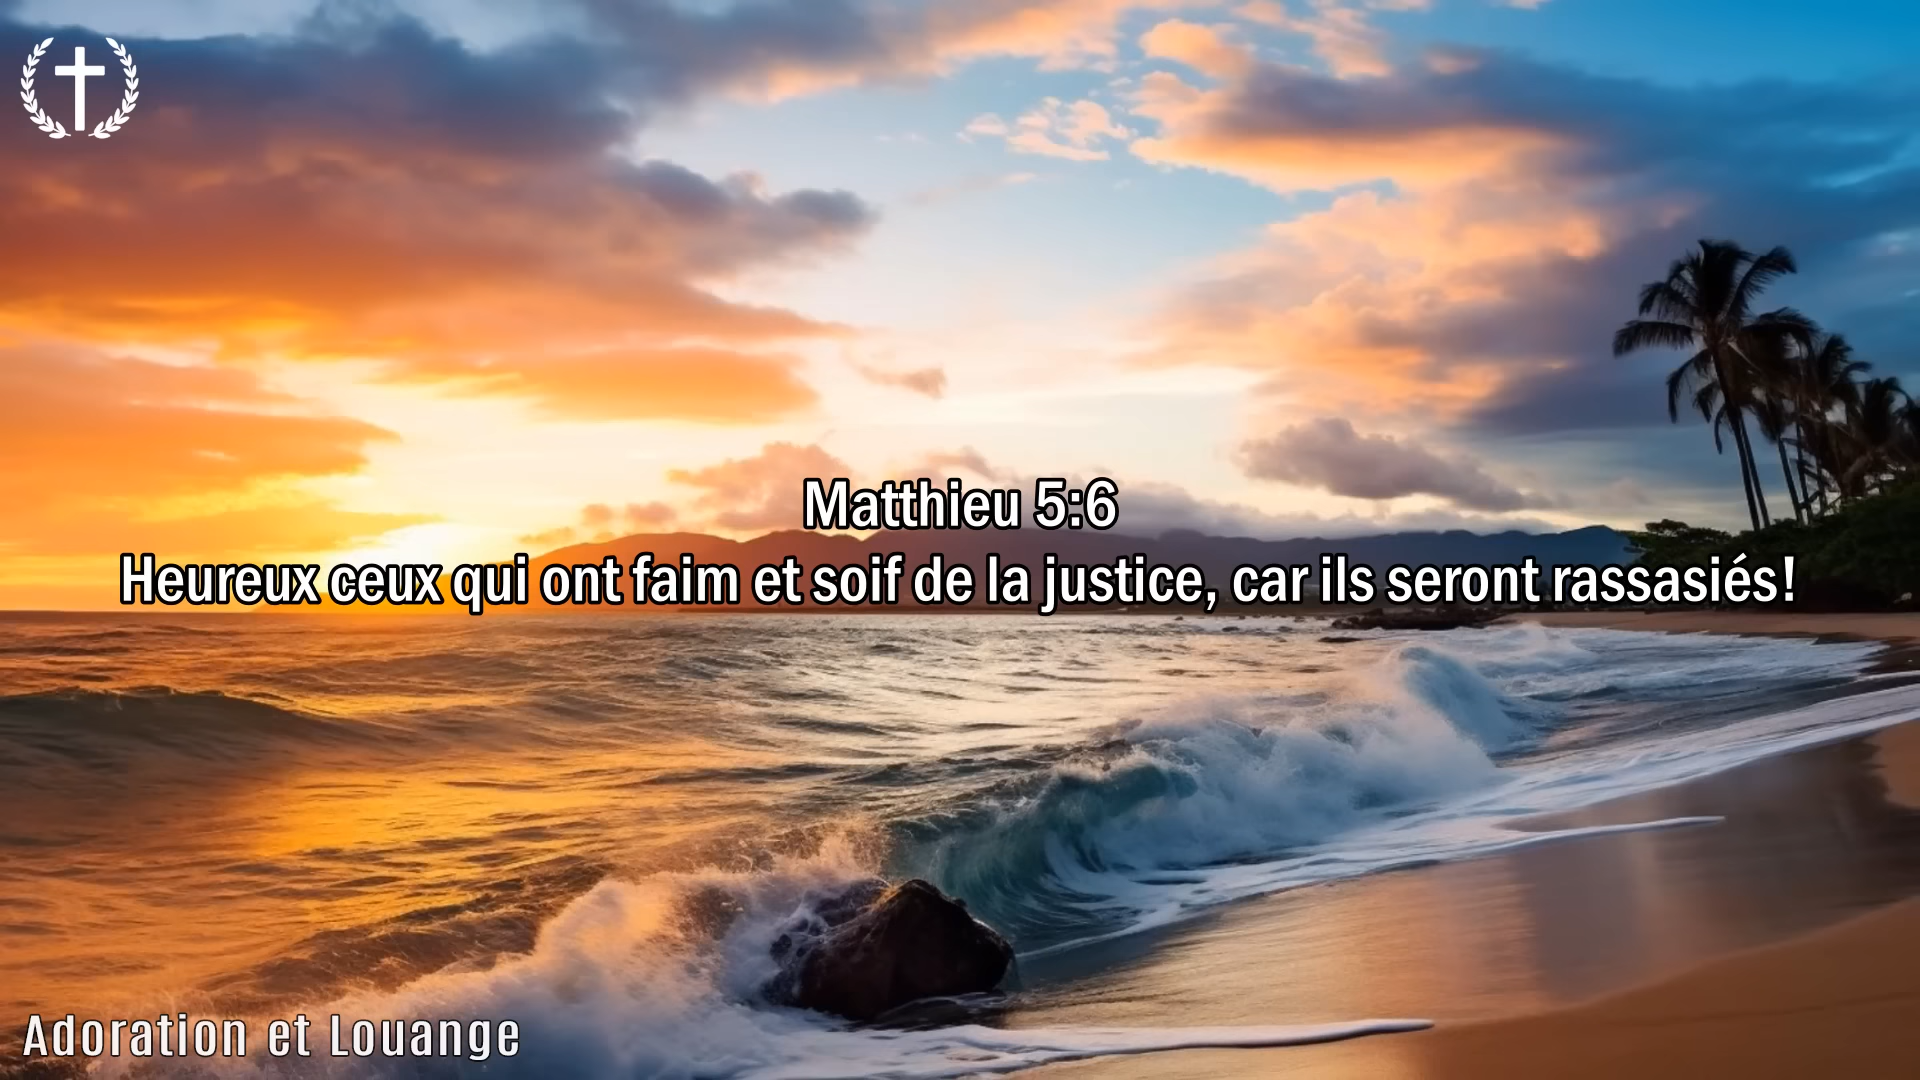 Matthieu 5:6
Heureux ceux qui ont faim et soif de la justice, car ils seront rassasiés!
Adoration et Louange